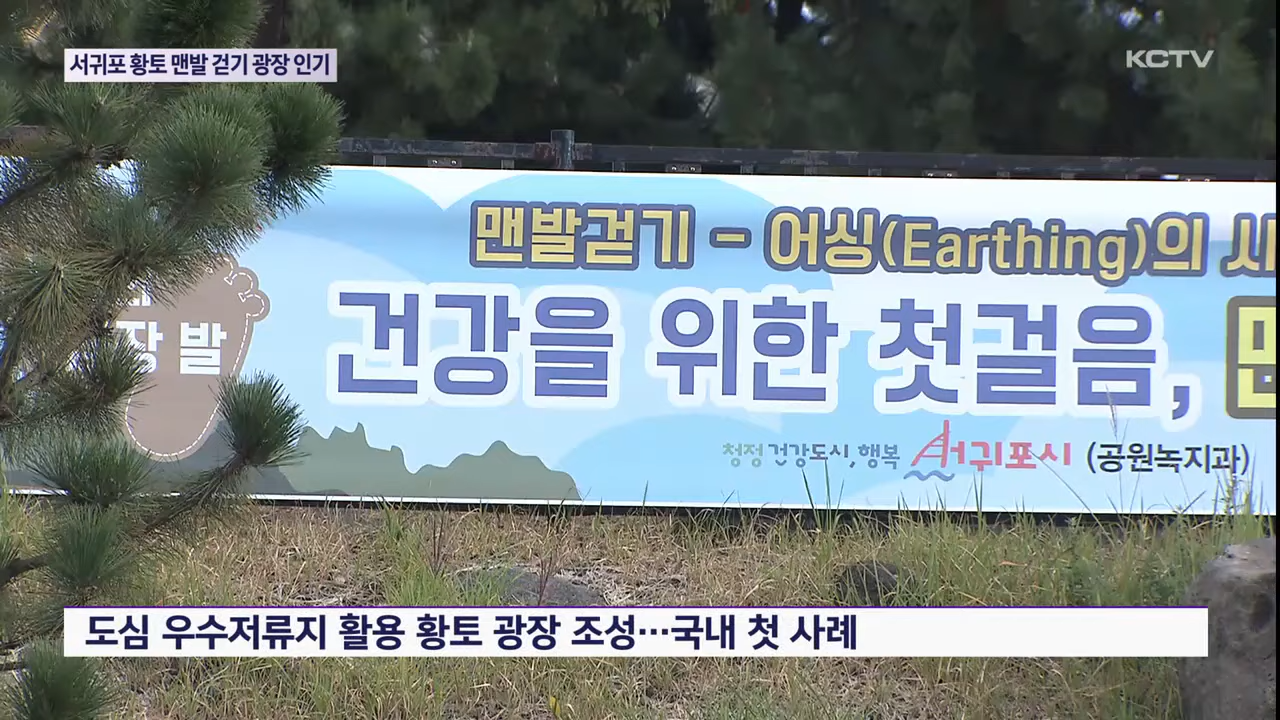 서귀포 황토 맨발 걷기 광장 인기
KCTV
맨발걷기 - 어싱(Earthing)의 시
건강을 위한 첫걸음,
장 발
청정 건강도시, 행복 서귀포시 (공원녹지과)
도심 우수저류지 활용 황토 광장 조성…국내 첫 사례